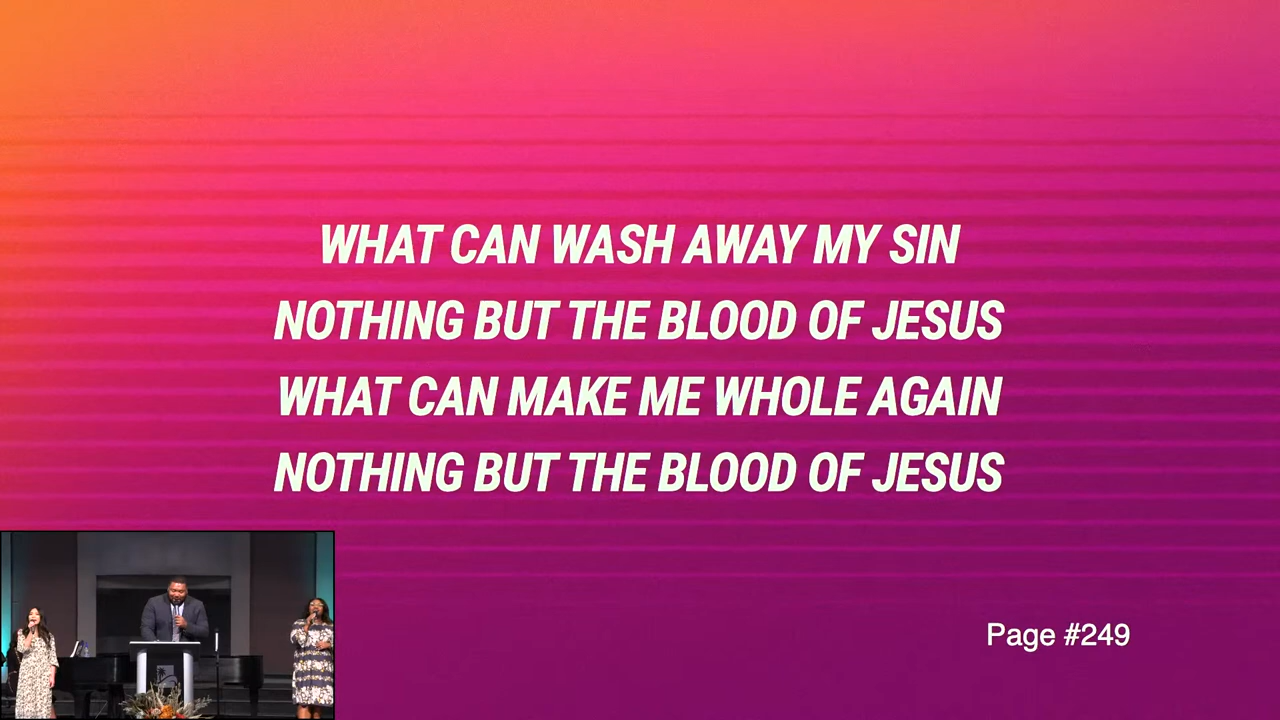 WHAT CAN WASH AWAY MY SIN
NOTHING BUT THE BLOOD OF JESUS
WHAT CAN MAKE ME WHOLE AGAIN
NOTHING BUT THE BLOOD OF JESUS
Page #249